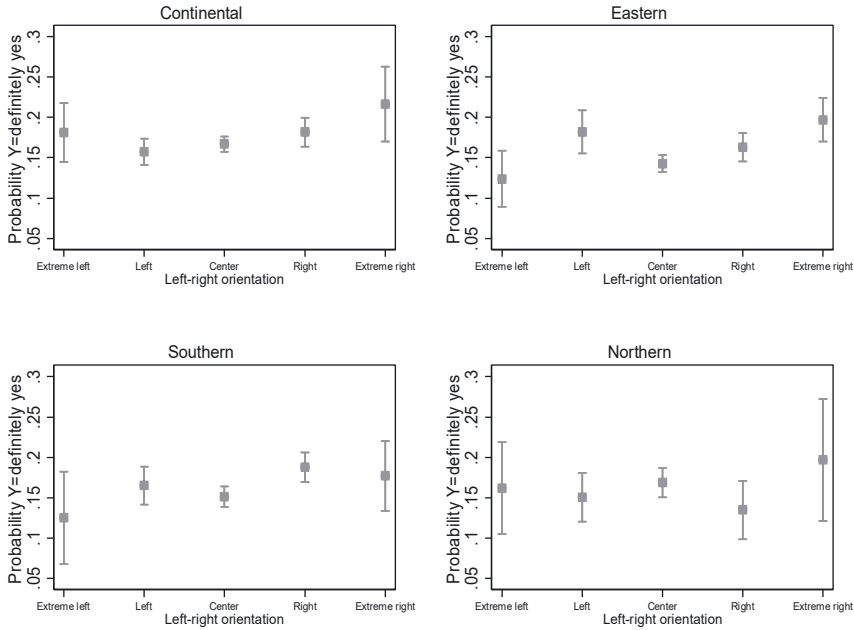 Continental
Probability Y=definitely yes
.3
.25
.2
.15
.1
.05
Extreme left
Left
Center
Right
Extreme right
Left-right orientation
Eastern
Probability Y=definitely yes
.3
.25
.2
.15
.1
.05
Extreme left
Left
Center
Right
Extreme right
Left-right orientation
Southern
Probability Y=definitely yes
.3
.25
.2
.15
.1
.05
Extreme left
Left
Center
Right
Extreme right
Left-right orientation
Northern
Probability Y=definitely yes
.3
.25
.2
.15
.1
.05
Extreme left
Left
Center
Right
Extreme right
Left-right orientation